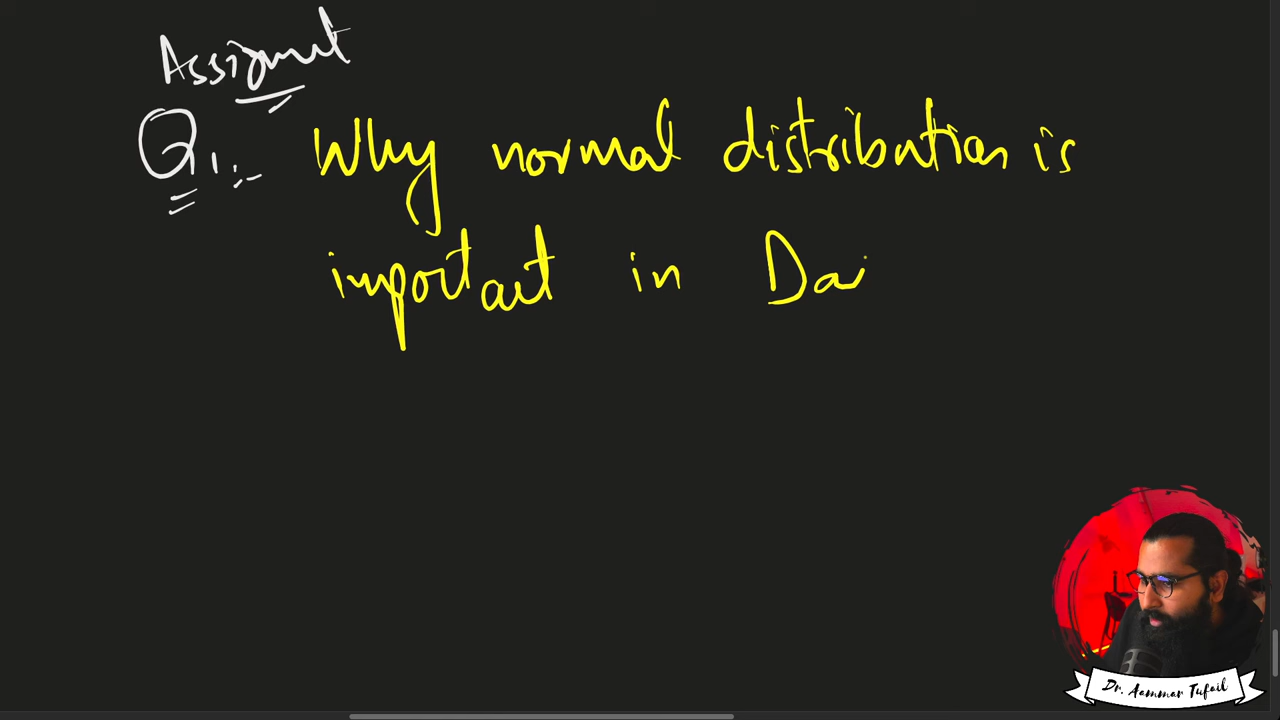 Assignment
Q1:-
Why normal distribution is
important in Da
Dr. Aammar Tufail